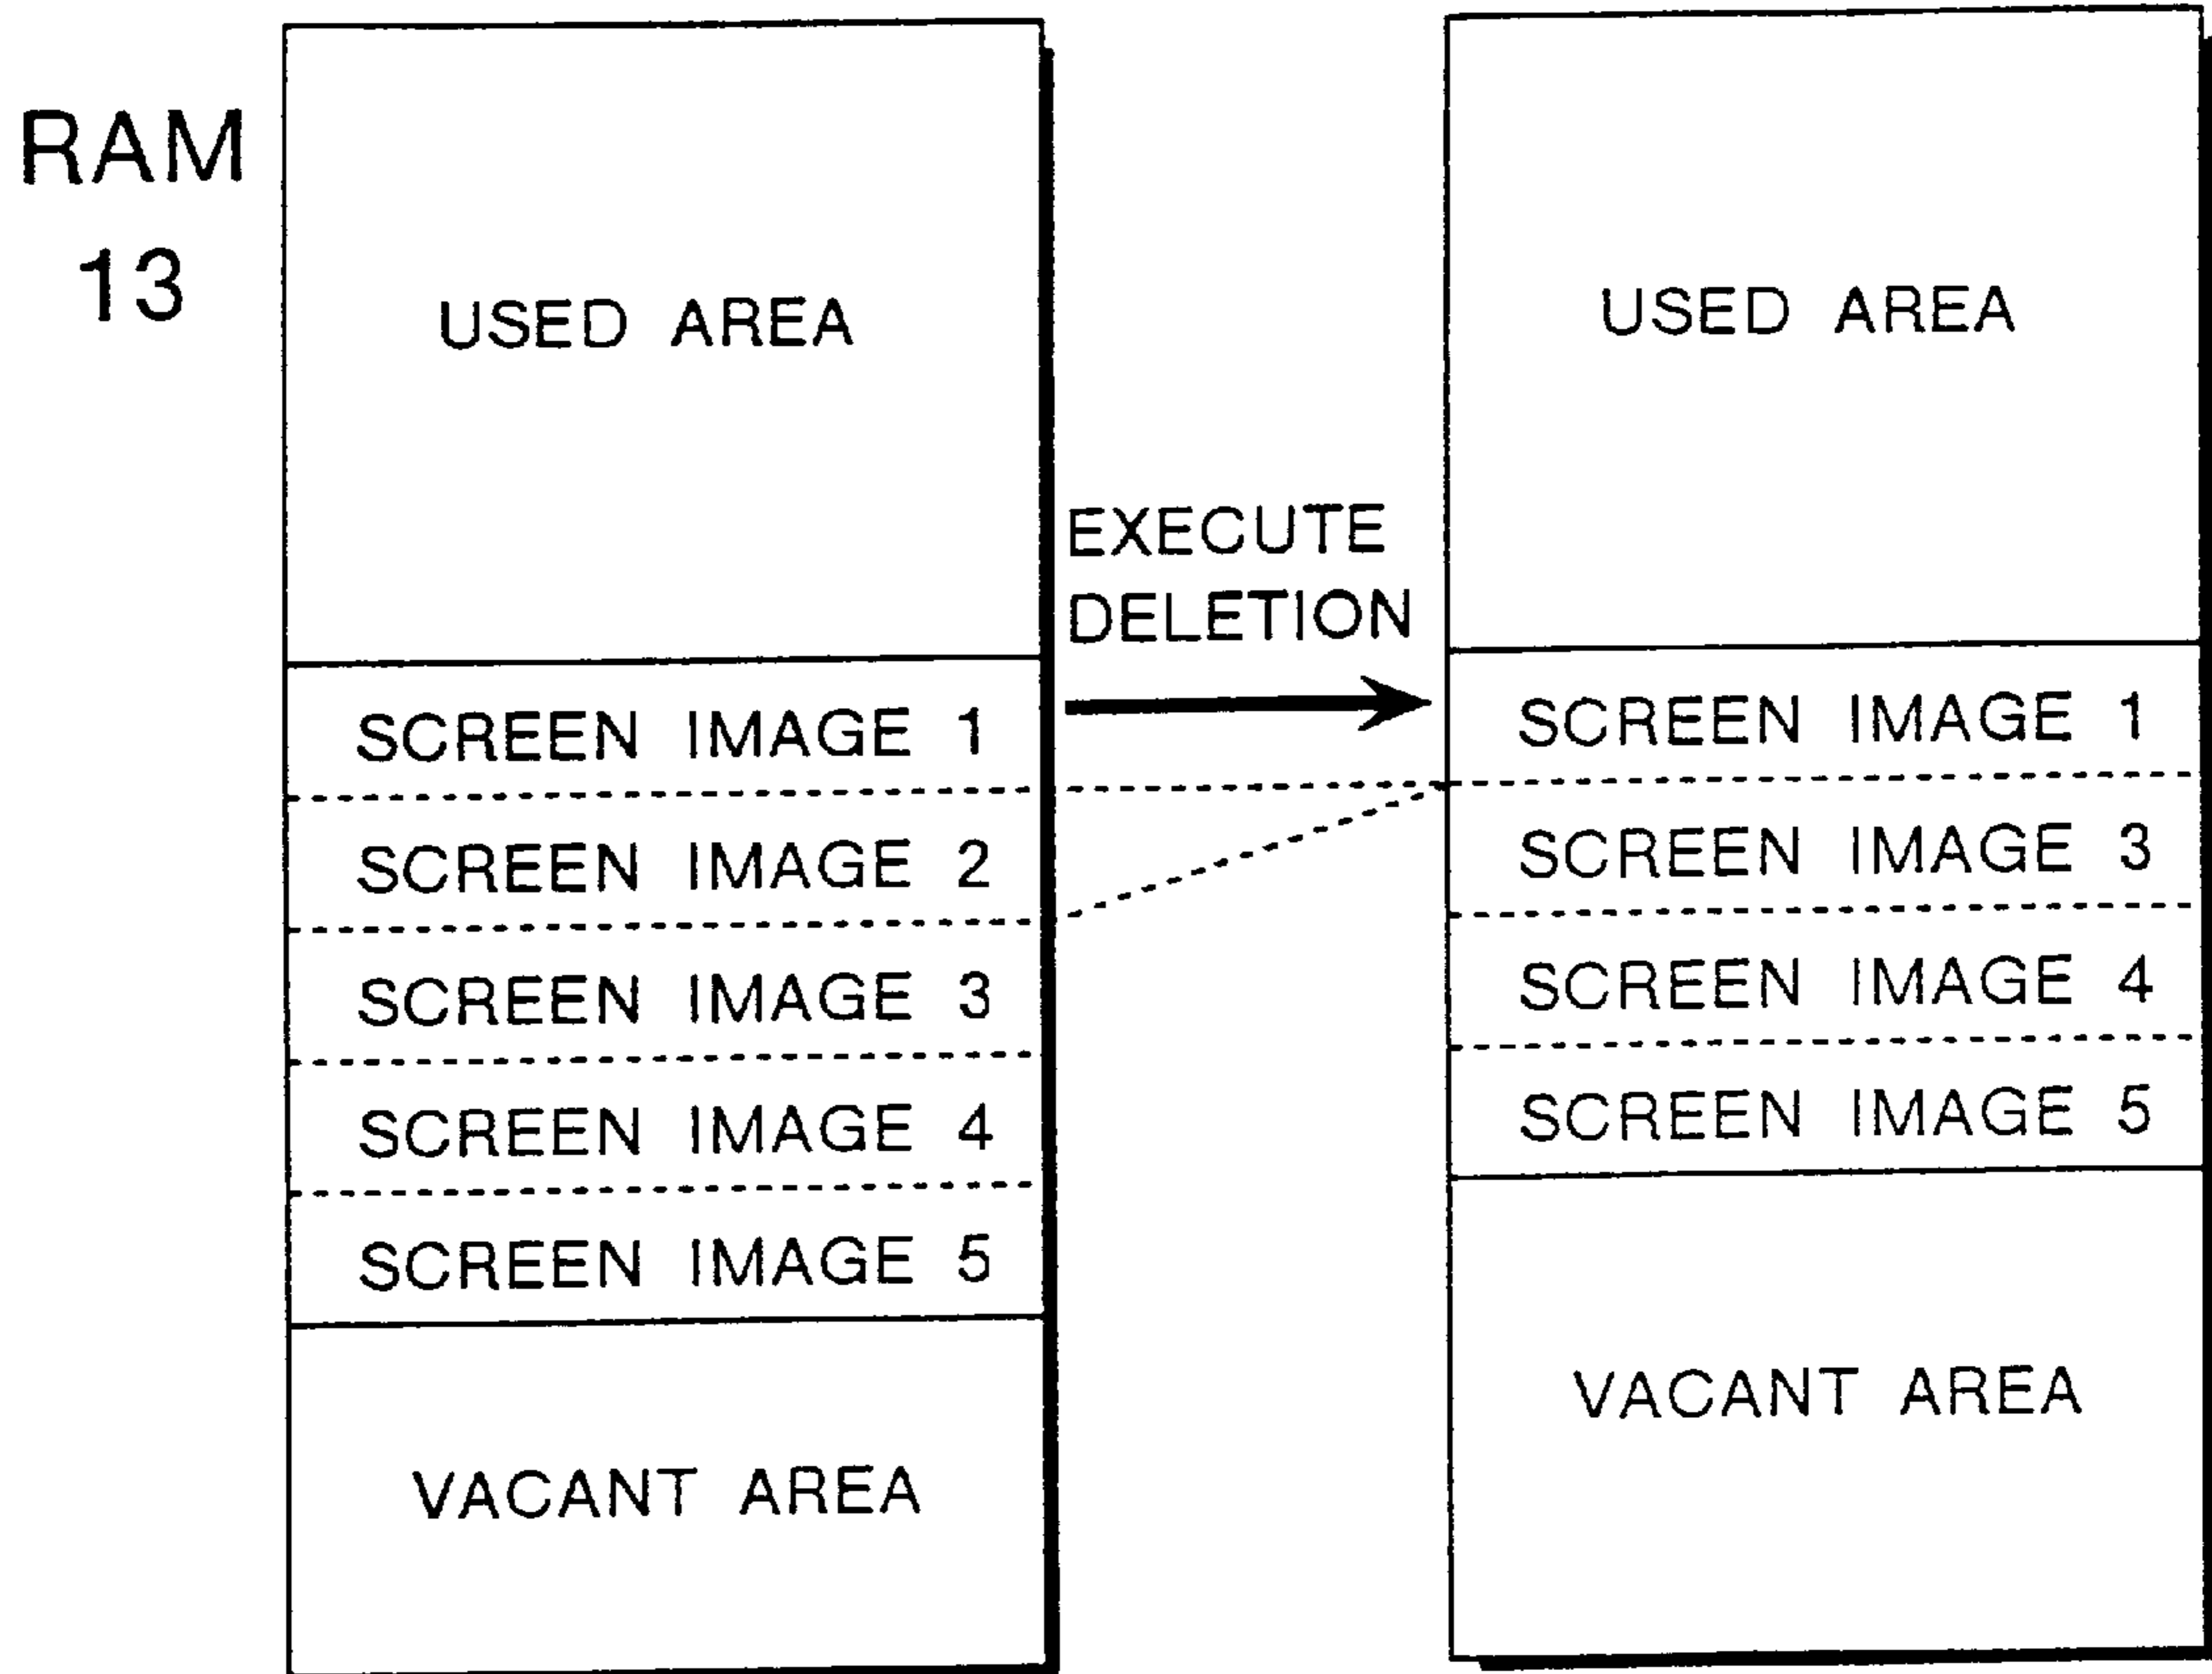 RAM
13
USED AREA
SCREEN IMAGE 1
SCREEN IMAGE 2
SCREEN IMAGE 3
SCREEN IMAGE 4
SCREEN IMAGE 5
VACANT AREA
EXECUTE
DELETION
USED AREA
SCREEN IMAGE 1
SCREEN IMAGE 3
SCREEN IMAGE 4
SCREEN IMAGE 5
VACANT AREA